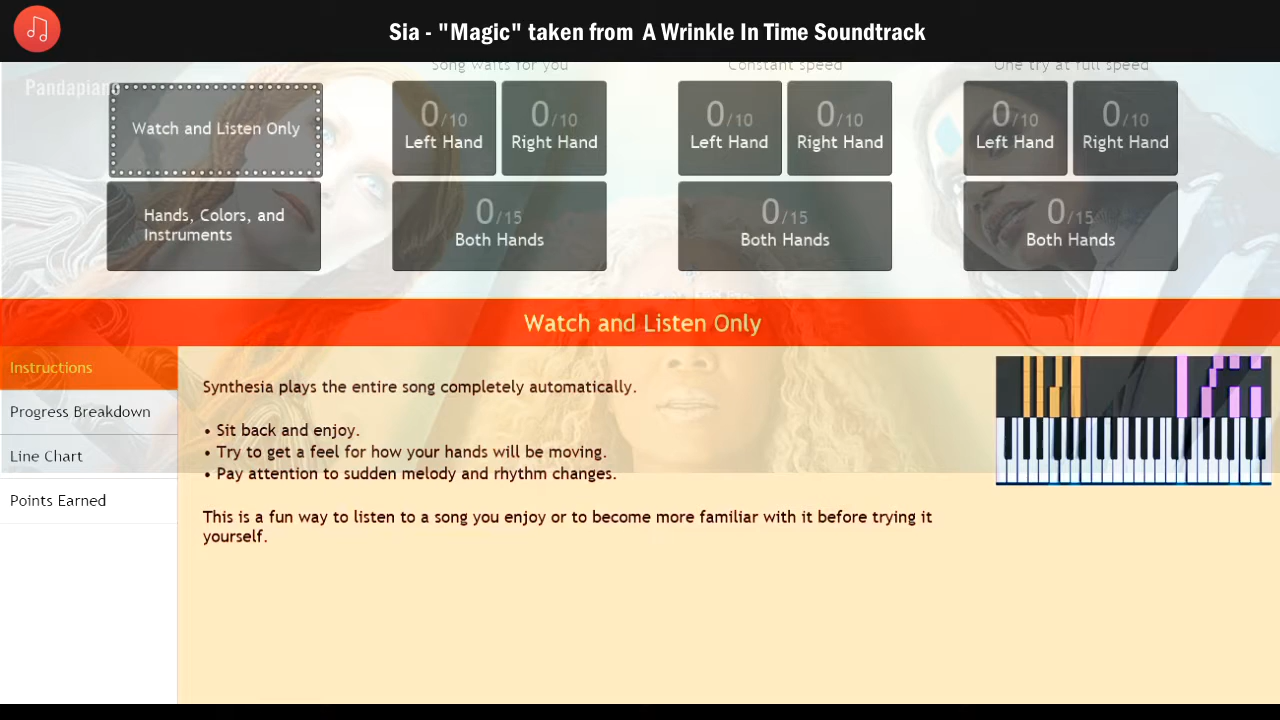 Sia - "Magic" taken from A Wrinkle In Time Soundtrack
Song waits for you
Constant speed
One try at full speed
Pandapiano
Watch and Listen Only
0/10
Left Hand
0/10
Right Hand
0/10
Left Hand
0/10
Right Hand
0/10
Left Hand
0/10
Right Hand
Hands, Colors, and
Instruments
0/15
Both Hands
0/15
Both Hands
0/15
Both Hands
Watch and Listen Only
Instructions
Progress Breakdown
Line Chart
Points Earned
Synthesia plays the entire song completely automatically.
• Sit back and enjoy.
• Try to get a feel for how your hands will be moving.
• Pay attention to sudden melody and rhythm changes.
This is a fun way to listen to a song you enjoy or to become more familiar with it before trying it
yourself.